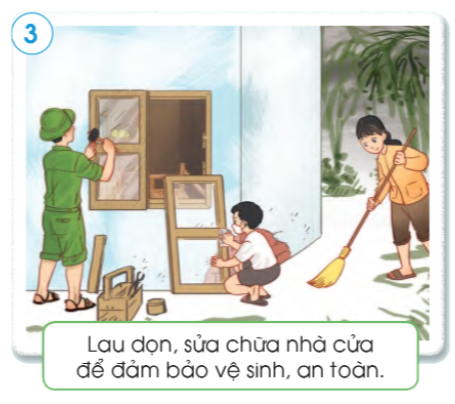 3
Lau dọn, sửa chữa nhà cửa
để đảm bảo vệ sinh, an toàn.